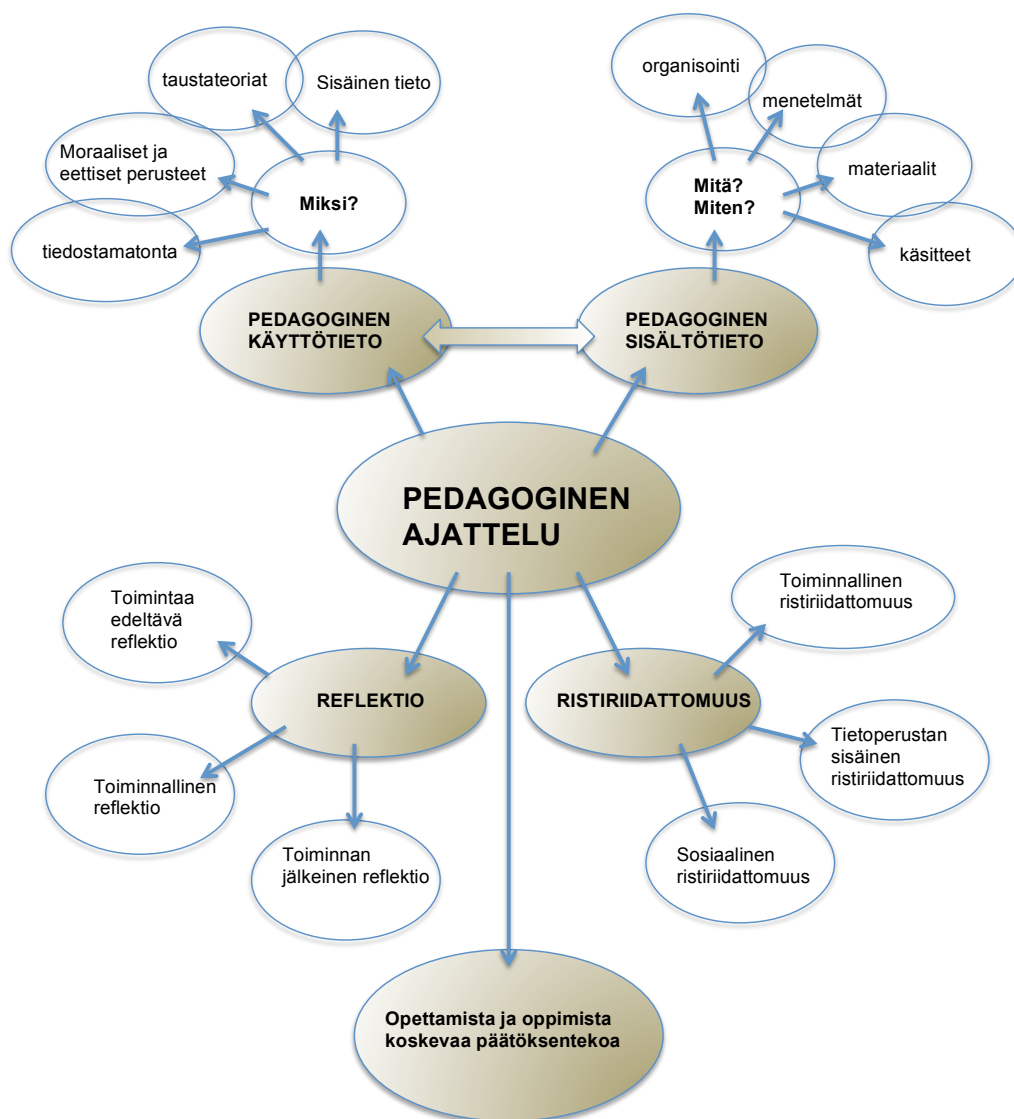 taustateoriat
Sisäinen tieto
Moraaliset ja
eettiset perusteet
tiedostamatonta
Miksi?
organisointi
menetelmät
materiaalit
käsitteet
Mitä?
Miten?
PEDAGOGINEN
KÄYTTÖTIETO
PEDAGOGINEN
SISÄLTÖTIETO
PEDAGOGINEN
AJATTELU
Toimintaa
edeltävä
reflektio
REFLEKTIO
Toiminnallinen
reflektio
Toiminnan
jälkeinen reflektio
Toiminnallinen
ristiriidattomuus
RISTIRIIDATTOMUUS
Tietoperustan
sisäinen
ristiriidattomuus
Sosiaalinen
ristiriidattomuus
Opettamista ja oppimista
koskevaa päätöksentekoa